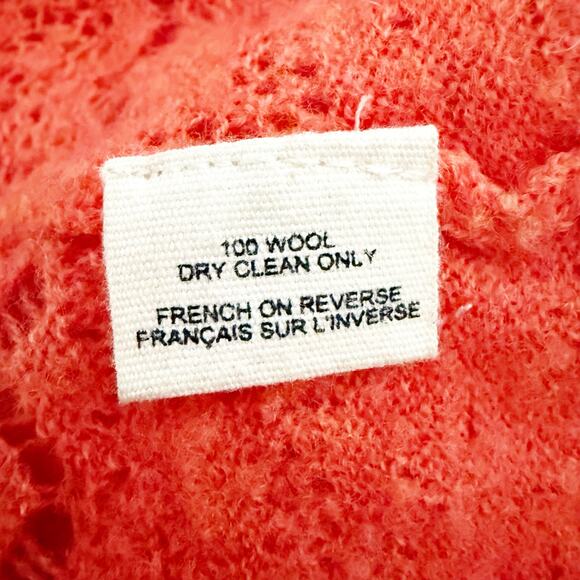 100 WOOL
DRY CLEAN ONLY
FRENCH ON REVERSE
FRANÇAIS SUR L'INVERSE